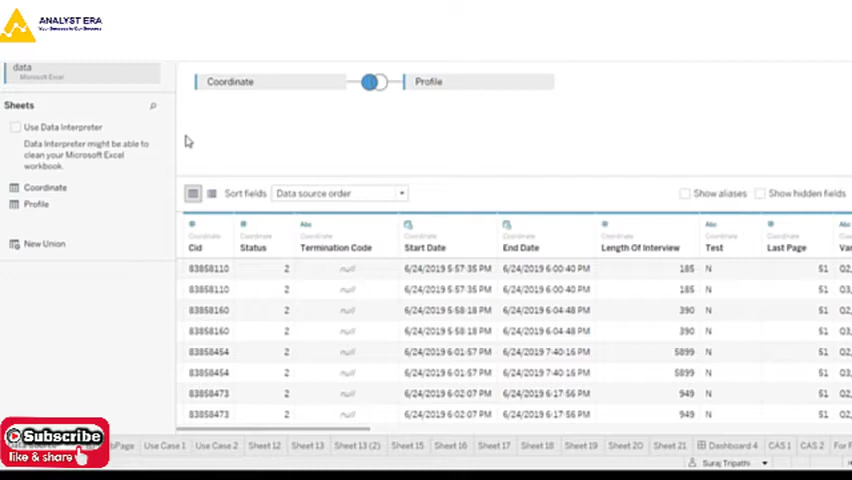 ANALYST ERA
Your Success is Our Success
data
Microsoft Excel
Coordinate
Profile
Sheets
Use Data Interpreter
Data Interpreter might be able to
clean your Microsoft Excel
workbook.
Coordinate
Profile
New Union
Sort fields Data source order Show aliases Show hidden fields
Abc Abc
Coordinate Coordinate Coordinate Coordinate Coordinate Coordinate Coordinate Coordinate
Cid Status Termination Code Start Date End Date Length Of Interview Test Last Page
83858110 2 null 6/24/2019 5:57:35 PM 6/24/2019 6:00:40 PM 185 N 51
83858110 2 null 6/24/2019 5:57:35 PM 6/24/2019 6:00:40 PM 185 N 51
83858160 2 null 6/24/2019 5:58:18 PM 6/24/2019 6:04:48 PM 390 N 51
83858160 2 null 6/24/2019 5:58:18 PM 6/24/2019 6:04:48 PM 390 N 51
83858454 2 null 6/24/2019 6:01:57 PM 6/24/2019 7:40:16 PM 5899 N 51
83858454 2 null 6/24/2019 6:01:57 PM 6/24/2019 7:40:16 PM 5899 N 51
83858473 2 null 6/24/2019 6:02:07 PM 6/24/2019 6:17:56 PM 949 N 51
83858473 2 null 6/24/2019 6:02:07 PM 6/24/2019 6:17:56 PM 949 N 51
Subscribe
like & share
Use Case 1 Use Case 2 Sheet 12 Sheet 13 Sheet 13 (2) Sheet 15 Sheet 16 Sheet 17 Sheet 18 Sheet 19 Sheet 20 Sheet 21 Dashboard 4 CAS 1 CAS 2
Suraj Tripathi